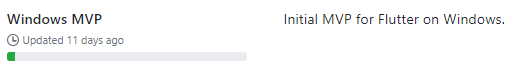 Windows MVP
Updated 11 days ago
Initial MVP for Flutter on Windows.